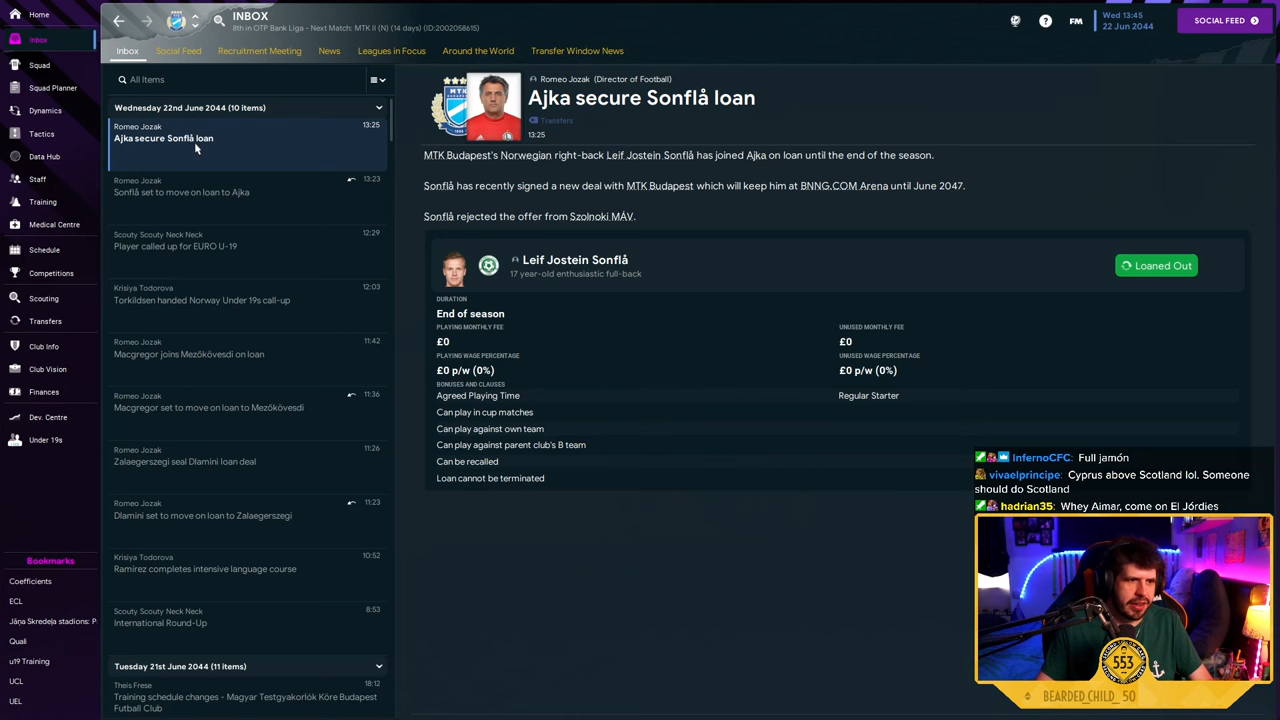 Home
Inbox
Squad
Squad Planner
Dynamics
Tactics
Data Hub
Staff
Training
Medical Centre
Schedule
Competitions
Scouting
Transfers
Club Info
Club Vision
Finances
Dev. Centre
Under 19s
Bookmarks
Coefficients
ECL
Jāņa Skredeļa stadions: P
Quali
u19 Training
UCL
UEL
INBOX
8th in OTP Bank Liga - Next Match: MTK II (N) (14 days) (ID:2002058615)
? FM
Wed 13:45
22 Jun 2044
SOCIAL FEED
Inbox Social Feed Recruitment Meeting News Leagues in Focus Around the World Transfer Window News
All Items
Wednesday 22nd June 2044 (10 items)
Romeo Jozak 13:25
Ajka secure Sonflå loan
Romeo Jozak 13:23
Sonflå set to move on loan to Ajka
Scouty Scouty Neck Neck 12:29
Player called up for EURO U-19
Krisiya Todorova 12:03
Torkildsen handed Norway Under 19s call-up
Romeo Jozak 11:42
Macgregor joins Mezőkövesdi on loan
Romeo Jozak 11:36
Macgregor set to move on loan to Mezőkövesdi
Romeo Jozak 11:26
Zalaegerszegi seal Dlamini loan deal
Romeo Jozak 11:23
Dlamini set to move on loan to Zalaegerszegi
Krisiya Todorova 10:52
Ramírez completes intensive language course
Scouty Scouty Neck Neck 8:53
International Round-Up
Tuesday 21st June 2044 (11 items)
Theis Frese 18:12
Training schedule changes - Magyar Testgyakorlók Köre Budapest
Futball Club
Romeo Jozak (Director of Football)
Ajka secure Sonflå loan
Transfers
13:25
MTK Budapest's Norwegian right-back Leif Jostein Sonflå has joined Ajka on loan until the end of the season.
Sonflå has recently signed a new deal with MTK Budapest which will keep him at BNNG.COM Arena until June 2047.
Sonflå rejected the offer from Szolnoki MÁV.
Leif Jostein Sonflå
17 year-old enthusiastic full-back
Loaned Out
DURATION
End of season
PLAYING MONTHLY FEE UNUSED MONTHLY FEE
£0 £0
PLAYING WAGE PERCENTAGE UNUSED WAGE PERCENTAGE
£0 p/w (0%) £0 p/w (0%)
BONUSES AND CLAUSES
Agreed Playing Time Regular Starter
Can play in cup matches
Can play against own team
Can play against parent club's B team
Can be recalled
Loan cannot be terminated
InfernoCFC: Full jamón
vivaelprincipe: Cyprus above Scotland lol. Someone
should do Scotland
hadrian35: Whey Aimar, come on El Jórdies
553
BEARDED_CHILD_ 50